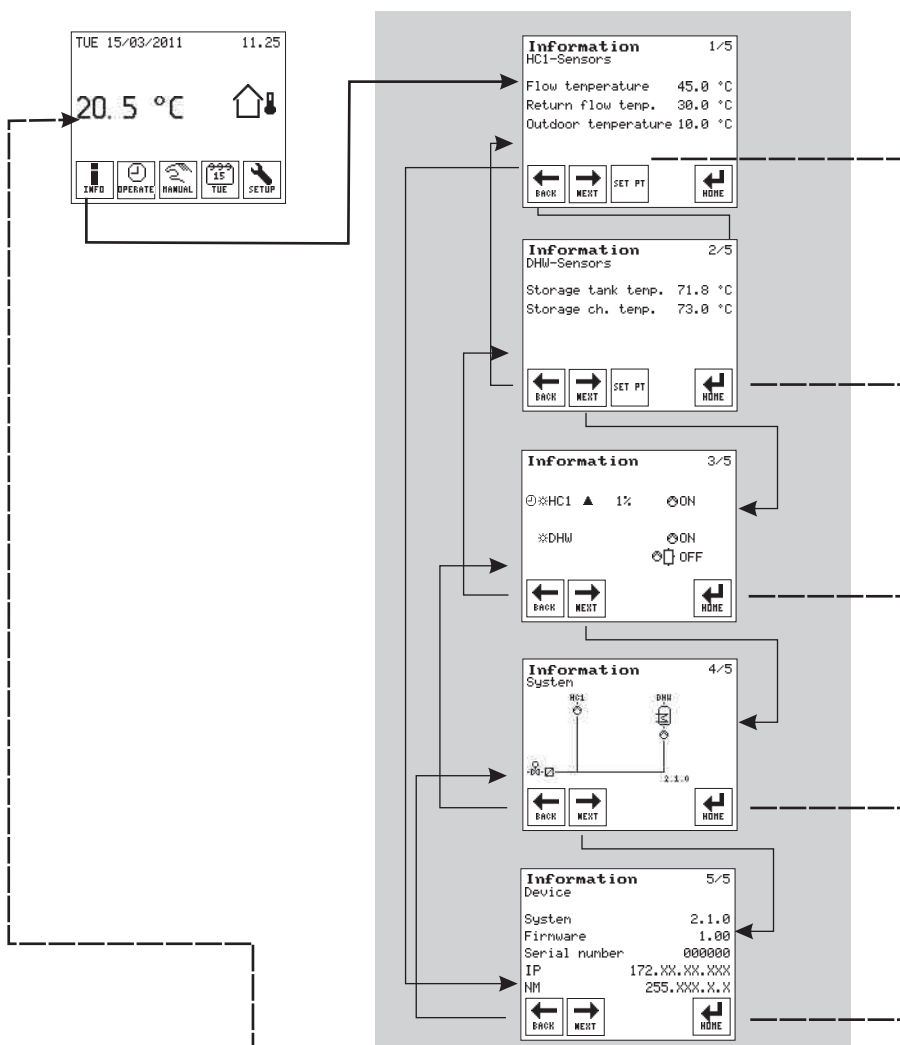 TUE 15/03/2011 11.25
20.5 °C
INFO OPERATE MANUAL 15 TUE SETUP
Information 1/5
HC1-Sensors
Flow temperature 45.0 °C
Return flow temp. 30.0 °C
Outdoor temperature 10.0 °C
BACK NEXT SET PT HOME
Information 2/5
DHW-Sensors
Storage tank temp. 71.8 °C
Storage ch. temp. 73.0 °C
BACK NEXT SET PT HOME
Information 3/5
HC1 1% ON
DHW ON
OFF
BACK NEXT HOME
Information 4/5
System
HC1 DHW
2.1.0
BACK NEXT HOME
Information 5/5
Device
System 2.1.0
Firmware 1.00
Serial number 000000
IP 172.XX.XX.XXX
NM 255.XXX.X.X
BACK NEXT HOME